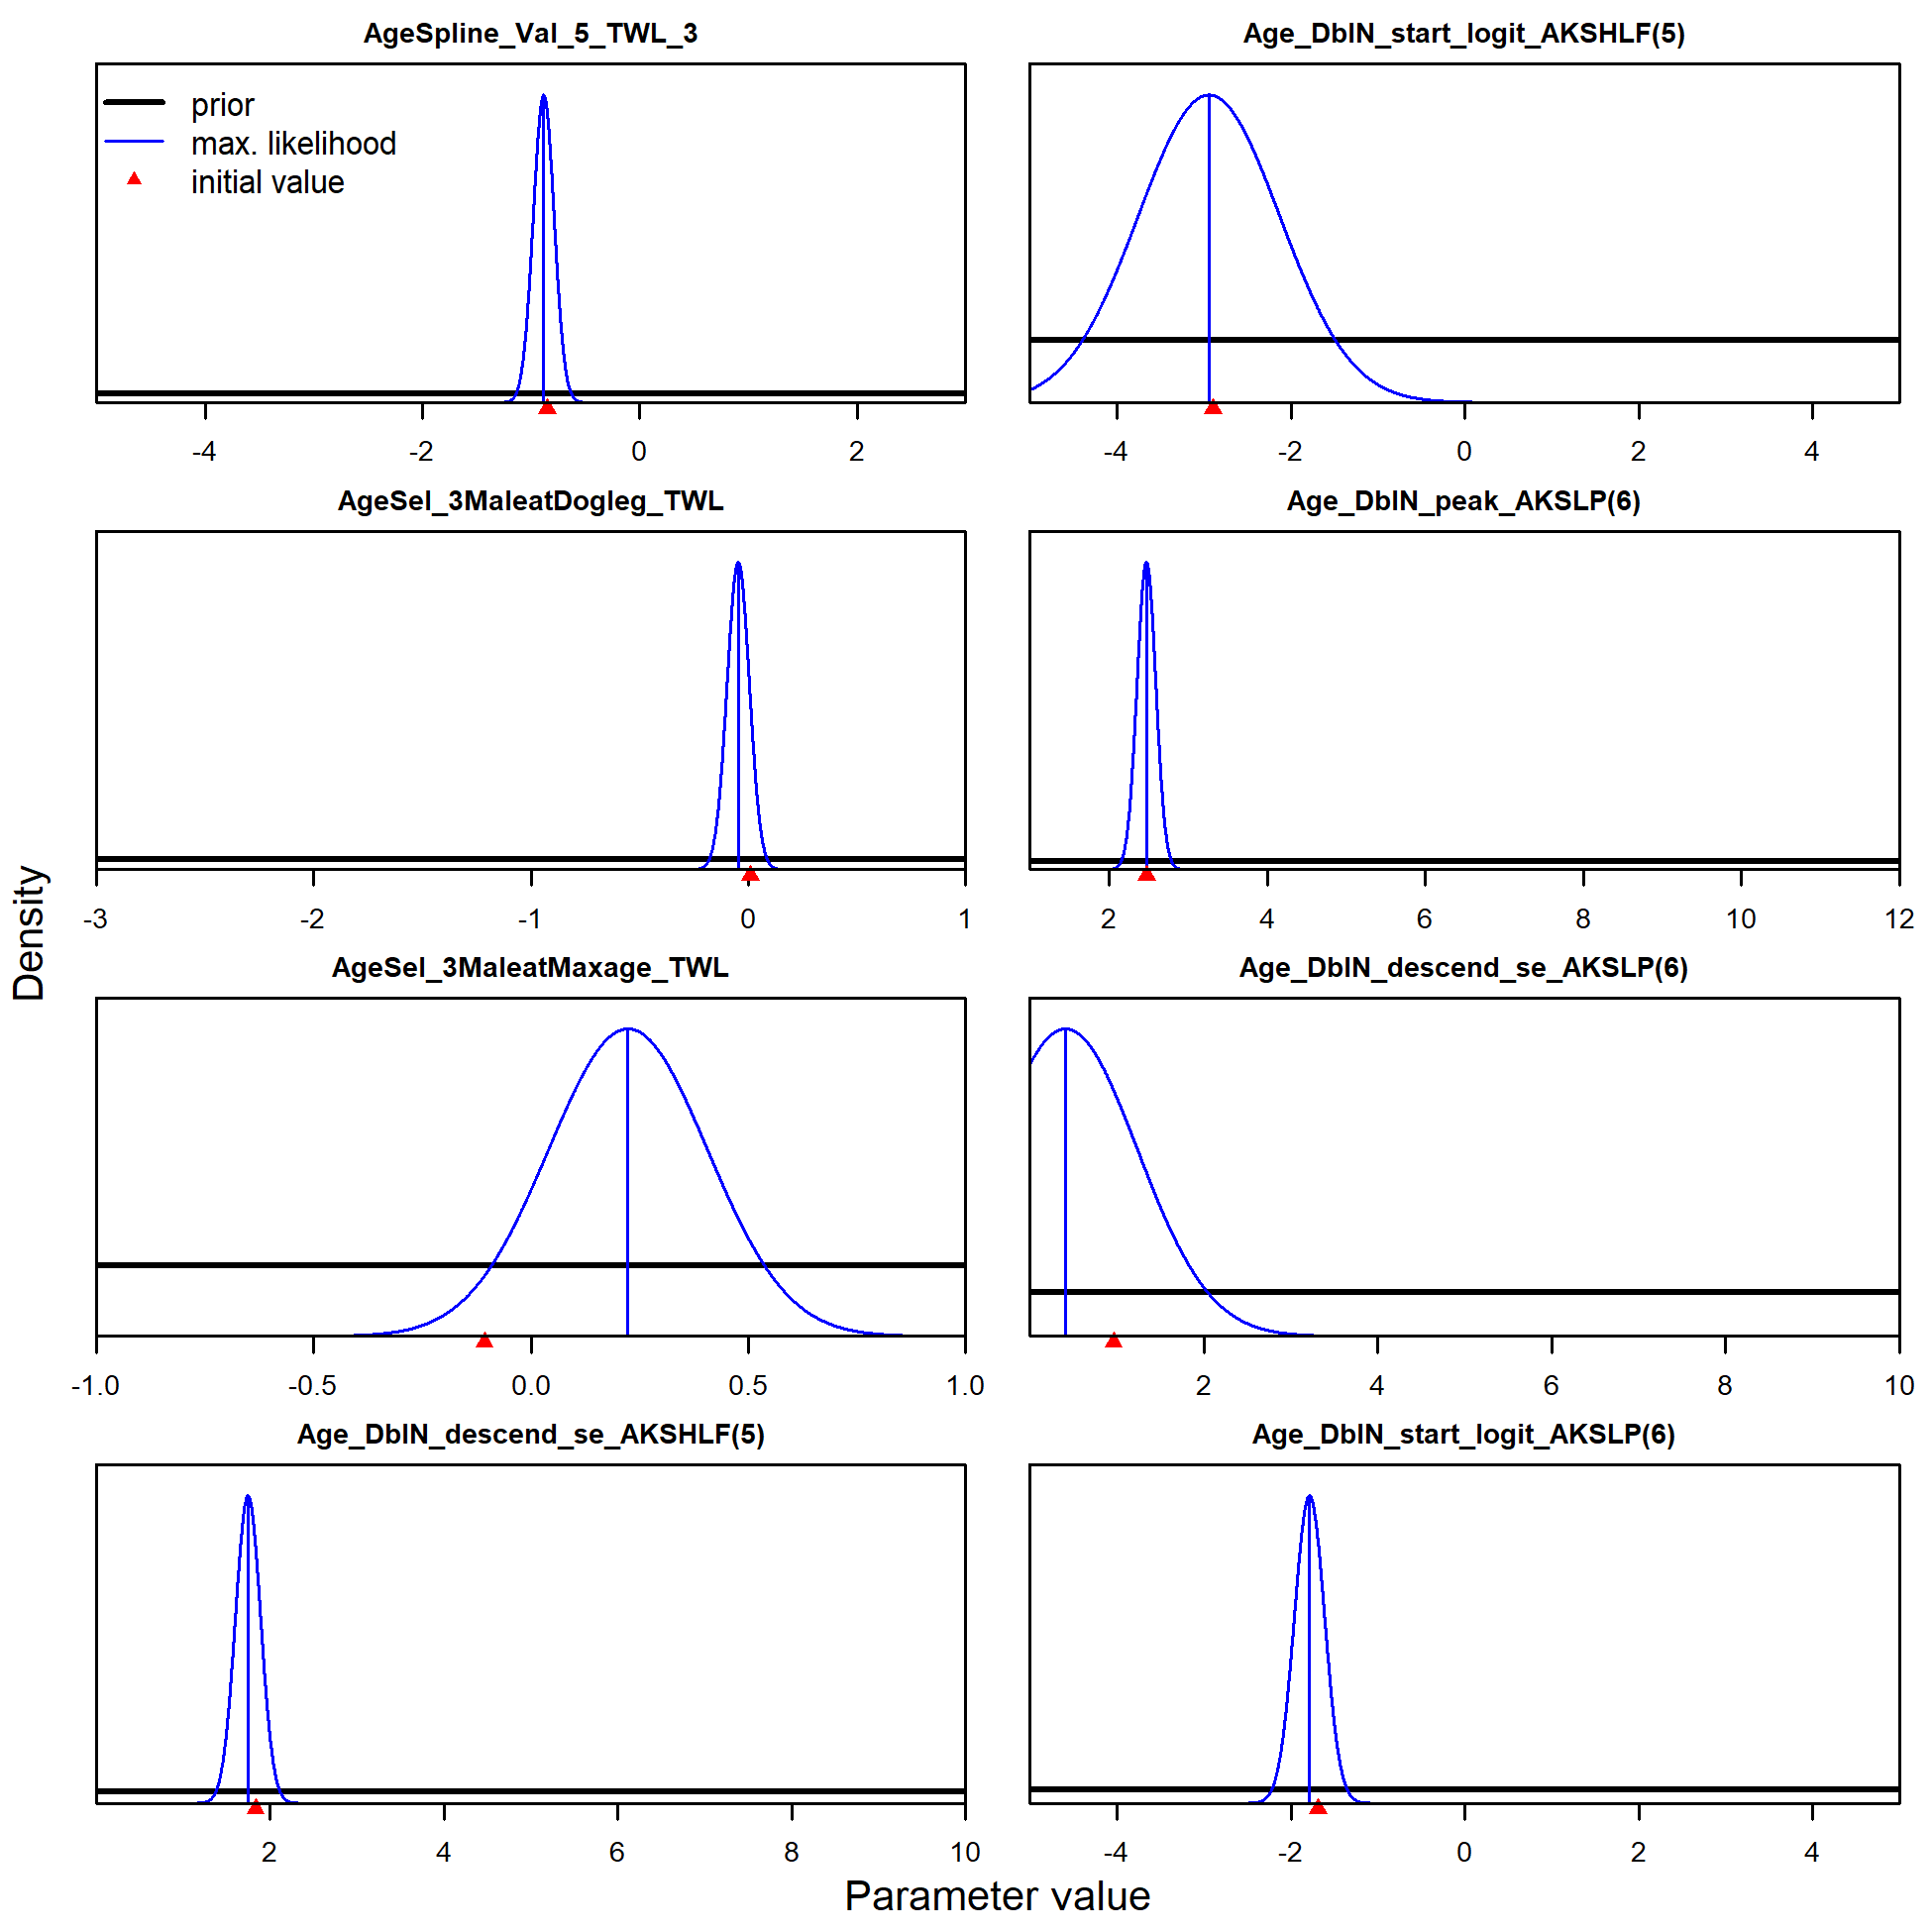 AgeSpline_Val_5_TWL_3
prior
max. likelihood
initial value
-4 -2 0 2
Age_DblN_start_logit_AKSHLF(5)
-4 -2 0 2 4
AgeSel_3MaleatDogleg_TWL
-3 -2 -1 0 1
Age_DblN_peak_AKSLP(6)
2 4 6 8 10 12
AgeSel_3MaleatMaxage_TWL
-1.0 -0.5 0.0 0.5 1.0
Age_DblN_descend_se_AKSLP(6)
2 4 6 8 10
Age_DblN_descend_se_AKSHLF(5)
2 4 6 8 10
Age_DblN_start_logit_AKSLP(6)
-4 -2 0 2 4
Density
Parameter value